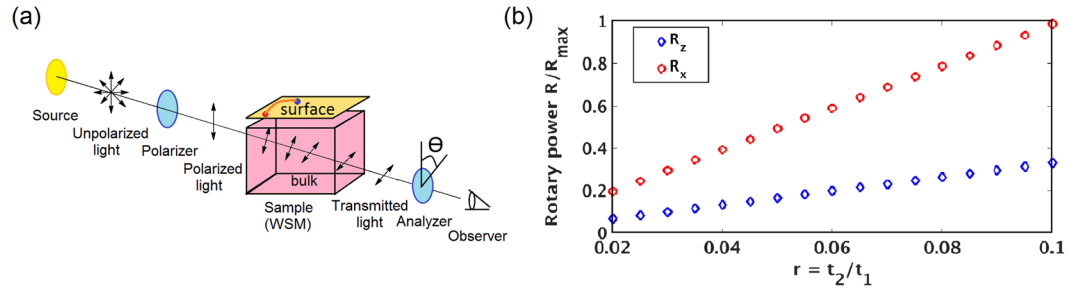 (a)
Source
Unpolarized
light
Polarizer
Polarized
light
surface
bulk
Sample
(WSM)
Transmitted
light
Θ
Analyzer
Observer
(b)
Rotary power R/R_max
1
0.8
0.6
0.4
0.2
0
R_z
R_x
0.02
0.04
0.06
0.08
0.1
r = t_2/t_1